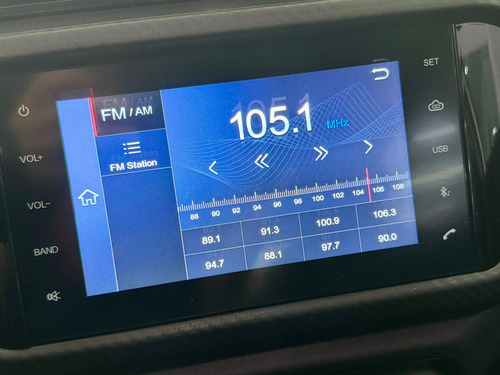 SET
FM / AM
105.1 MHz
VOL+
FM Station
USB
88 90 92 94 96 98 100 102 104 106 108
VOL-
89.1 91.3 100.9 106.3
BAND
94.7 88.1 97.7 90.0